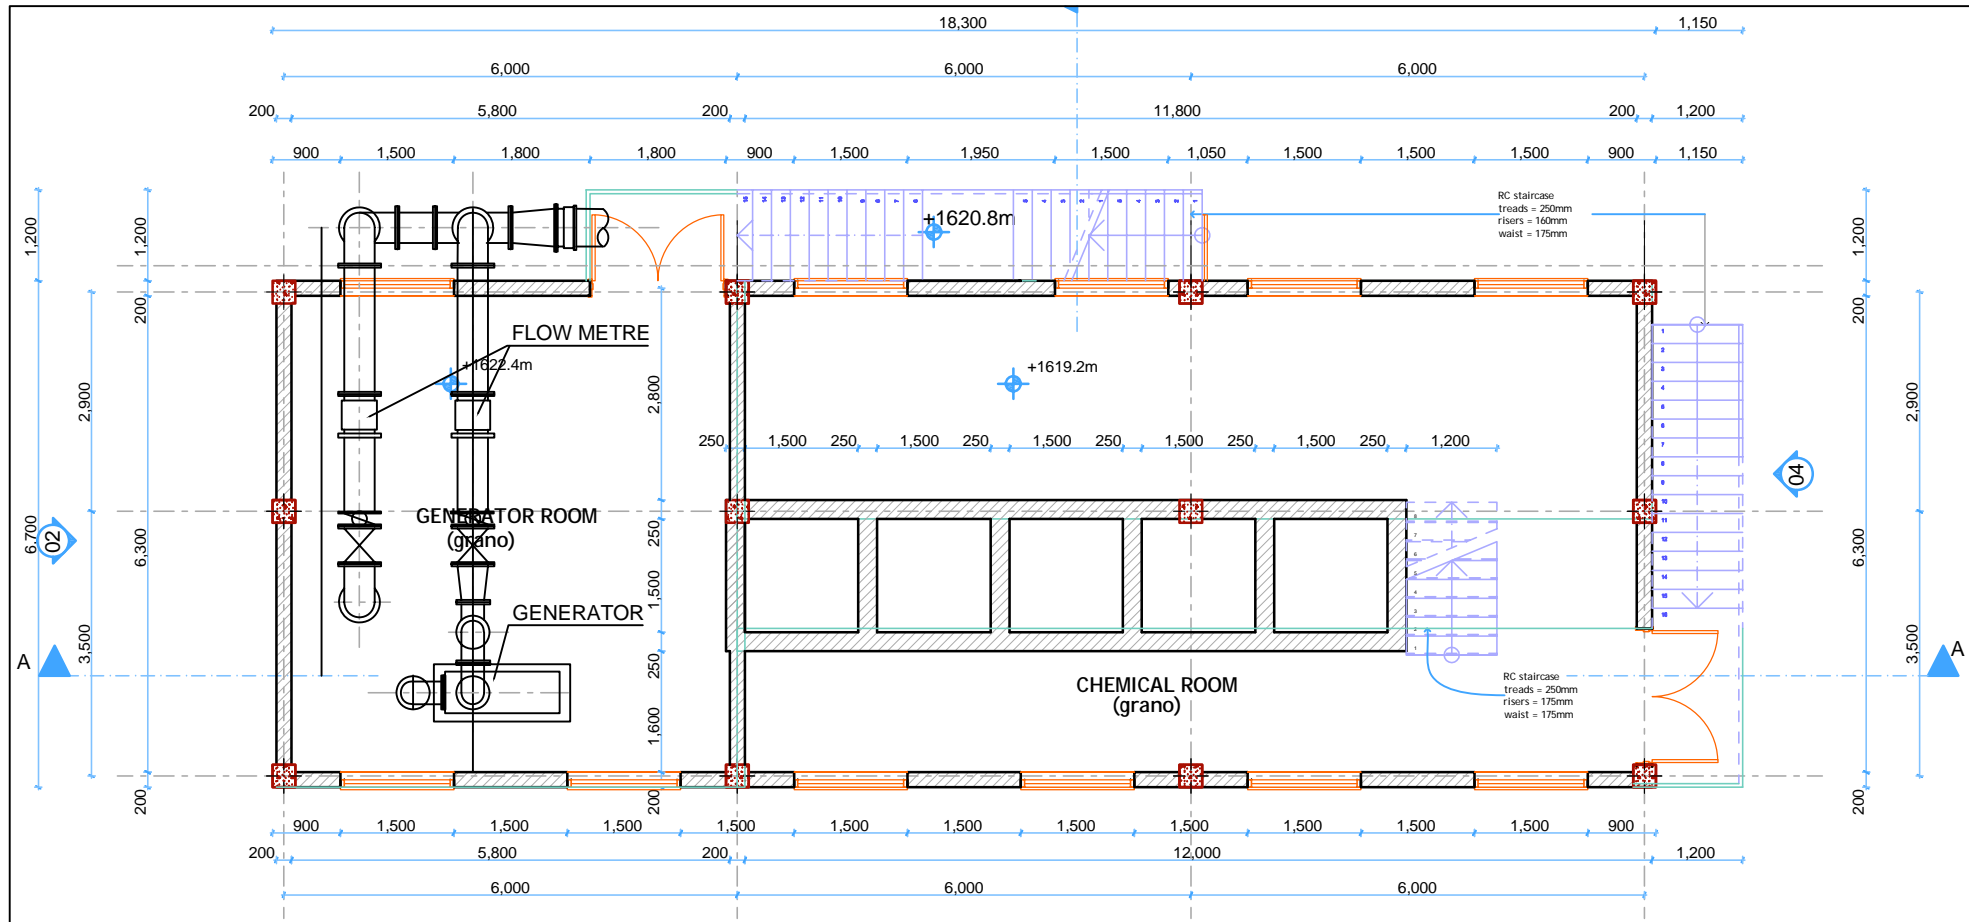 18,300 1,150
6,000 6,000 6,000
200 5,800 200 11,800 200 1,200
900 1,500 1,800 1,800 900 1,500 1,950 1,500 1,050 1,500 1,500 1,500 900 1,150
RC staircase
treads = 250mm
risers = 160mm
waist = 175mm
+1620.8m
1,200 1,200 1,200
200 200
FLOW METRE
+1622.4m
+1619.2m
2,900 2,800 2,900
250 1,500 250 1,500 250 1,500 250 1,500 250 1,500 250 1,200
04
GENERATOR ROOM
(grano)
02
6,700 6,300 250 6,300
1,500
GENERATOR
3,500 3,500
A A
250
CHEMICAL ROOM
(grano)
RC staircase
treads = 250mm
risers = 175mm
waist = 175mm
1,600
200 200 200
900 1,500 1,500 1,500 1,500 1,500 1,500 1,500 1,500 1,500 1,500 1,500 900
200 5,800 200 12,000 1,200
6,000 6,000 6,000